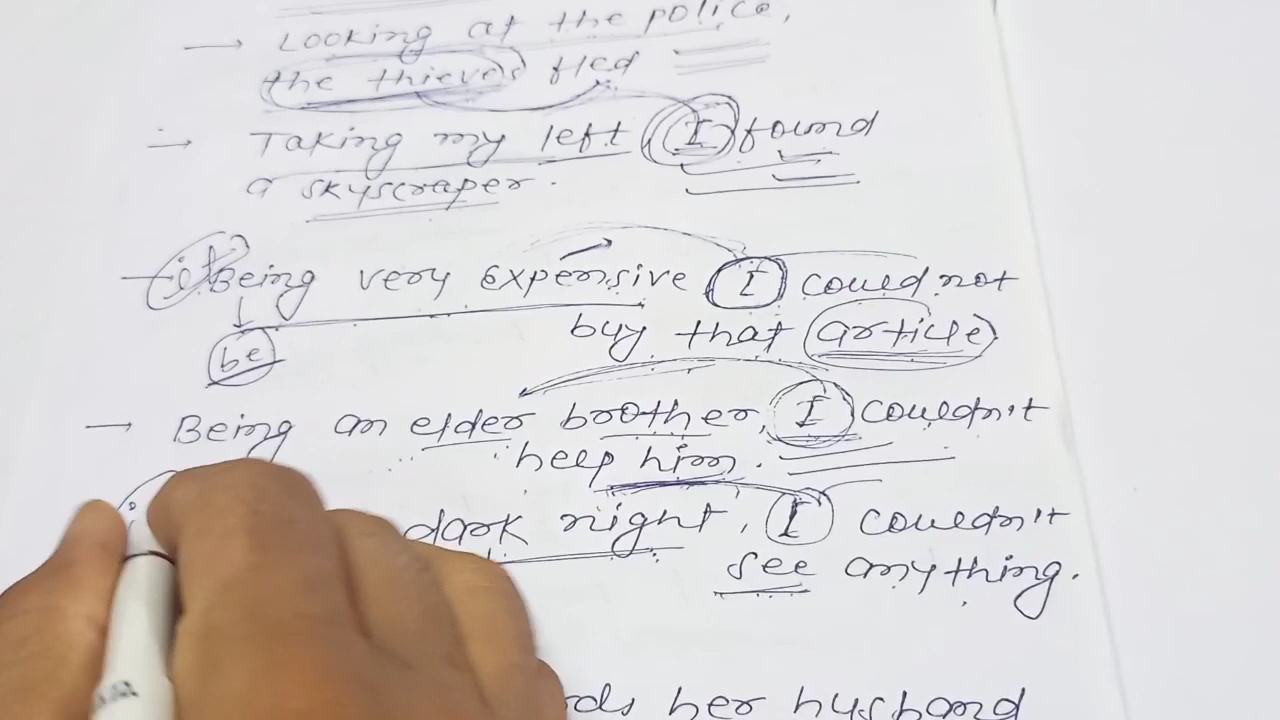 → Looking at the police,
the thieves fled
→ Taking my left I found
a skyscraper.
it Being very expensive I could not
be buy that article
→ Being an elder brother, I couldn't
help him.
dark night, I couldn't
see anything.
her husband